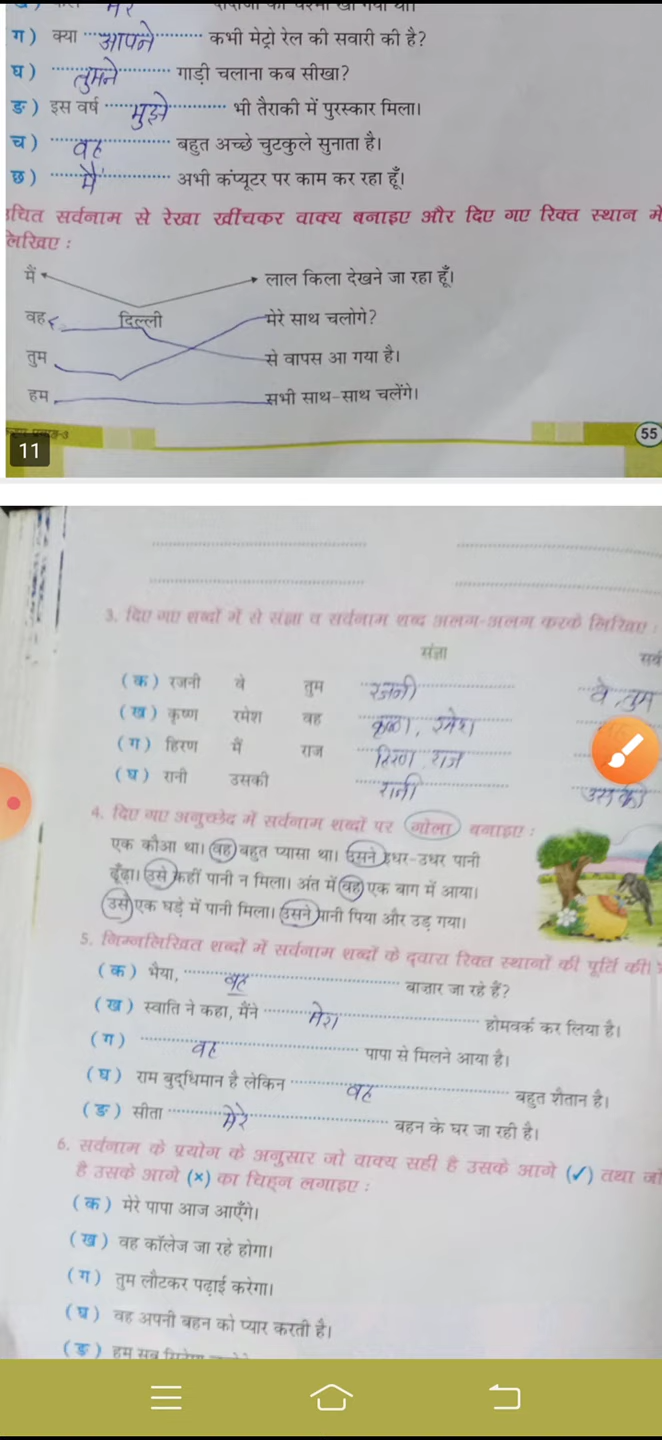 ग) क्या आपने कभी मेट्रो रेल की सवारी की है?
घ) तुमने गाड़ी चलाना कब सीखा?
ङ) इस वर्ष मुझे भी तैराकी में पुरस्कार मिला।
च) वह बहुत अच्छे चुटकुले सुनाता है।
छ) मैं अभी कंप्यूटर पर काम कर रहा हूँ।
सर्वनाम से रेखा खींचकर वाक्य बनाइए और दिए गए रिक्त स्थान में
लिखिए :
मैं लाल किला देखने जा रहा हूँ।
वह दिल्ली मेरे साथ चलोगे?
तुम से वापस आ गया है।
हम सभी साथ-साथ चलेंगे।
55
11
3. दिए गए शब्दों में से संज्ञा व सर्वनाम शब्द अलग-अलग करके लिखिए :
संज्ञा
(क) रजनी वे तुम रजनी वे, तुम
(ख) कृष्ण रमेश वह कृष्ण, रमेश
(ग) हिरण मैं राज हिरण राज
(घ) रानी उसकी रानी उसकी
4. दिए गए अनुच्छेद में सर्वनाम शब्दों पर गोला बनाइए :
एक कौआ था। वह बहुत प्यासा था। उसने इधर-उधर पानी
ढूँढ़ा। उसे कहीं पानी न मिला। अंत में वह एक बाग में आया।
उसे एक घड़े में पानी मिला। उसने पानी पिया और उड़ गया।
5. निम्नलिखित शब्दों में सर्वनाम शब्दों के द्वारा रिक्त स्थानों की पूर्ति
(क) भैया, वह बाजार जा रहे हैं?
(ख) स्वाति ने कहा, मैंने मेरा होमवर्क कर लिया है।
(ग) वह पापा से मिलने आया है।
(घ) राम बुद्धिमान है लेकिन वह बहुत शैतान है।
(ङ) सीता मेरे बहन के घर जा रही है।
6. सर्वनाम के प्रयोग के अनुसार जो वाक्य सही है उसके आगे (✓) तथा जो
है उसके आगे (×) का चिह्न लगाइए :
(क) मेरे पापा आज आएँगे।
(ख) वह कॉलेज जा रहे होगा।
(ग) तुम लौटकर पढ़ाई करेगा।
(घ) वह अपनी बहन को प्यार करती है।
(ङ) हम सब